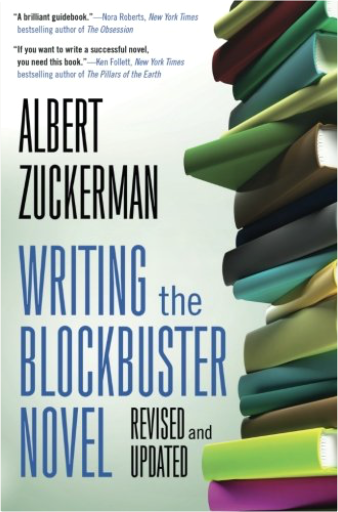 “A brilliant guidebook.”—Nora Roberts, New York Times
bestselling author of The Obsession
“If you want to write a successful novel,
you need this book.”—Ken Follett, New York Times
bestselling author of The Pillars of the Earth
ALBERT
ZUCKERMAN
WRITING the
BLOCKBUSTER
NOVEL
REVISED and
UPDATED